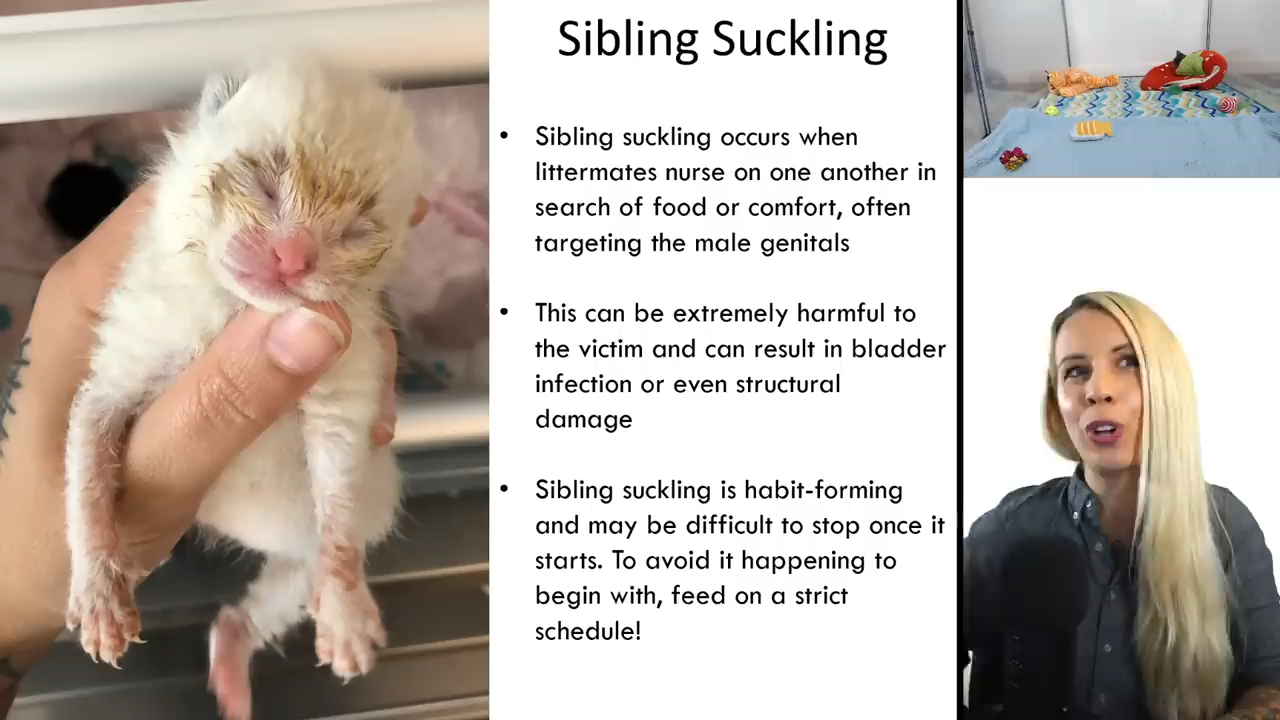 Sibling Suckling
• Sibling suckling occurs when
littermates nurse on one another in
search of food or comfort, often
targeting the male genitals
• This can be extremely harmful to
the victim and can result in bladder
infection or even structural
damage
• Sibling suckling is habit-forming
and may be difficult to stop once it
starts. To avoid it happening to
begin with, feed on a strict
schedule!